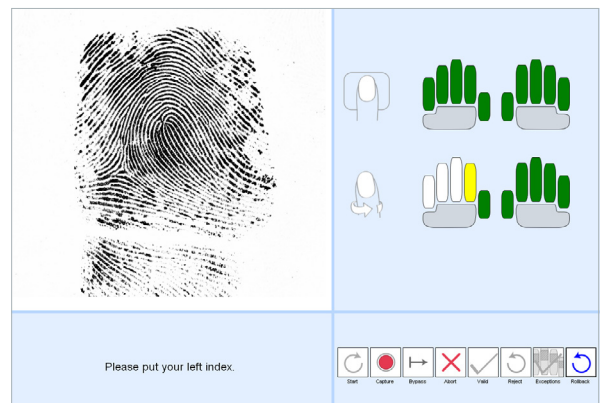 Please put your left index.
Start Capture Bypass Abort Valid Reject Exceptions Rollback